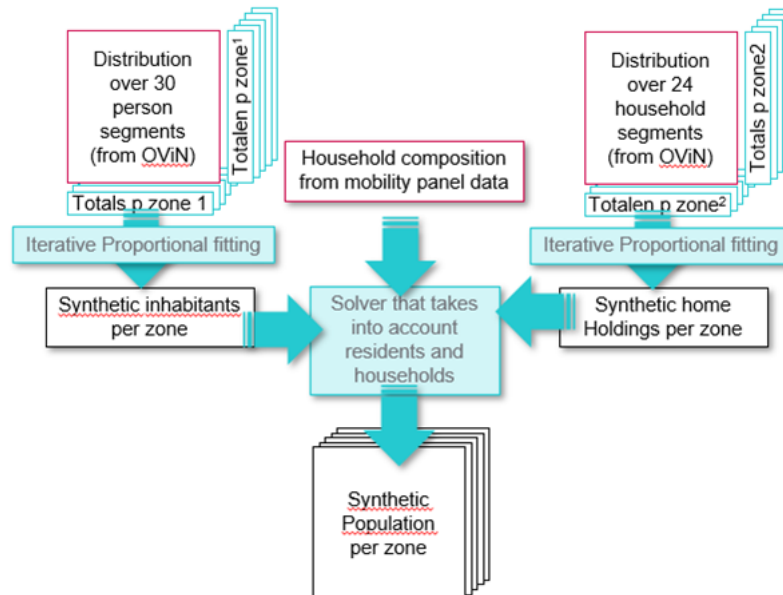 Distribution
over 30
person
segments
(from OViN)
Totalen p zone¹
Totals p zone 1
Iterative Proportional fitting
Synthetic inhabitants
per zone
Household composition
from mobility panel data
Solver that takes
into account
residents and
households
Distribution
over 24
household
segments
(from OViN)
Totals p zone2
Totalen p zone²
Iterative Proportional fitting
Synthetic home
Holdings per zone
Synthetic
Population
per zone